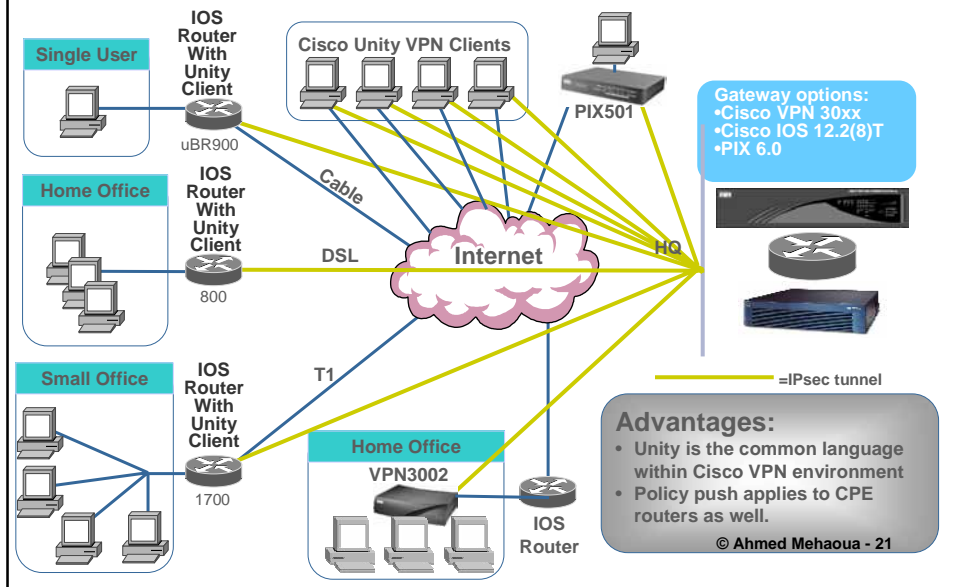 Single User
IOS
Router
With
Unity
Client
uBR900
Cisco Unity VPN Clients
PIX501
Gateway options:
•Cisco VPN 30xx
•Cisco IOS 12.2(8)T
•PIX 6.0
Home Office
IOS
Router
With
Unity
Client
800
Cable
DSL
Internet
HQ
Small Office
IOS
Router
With
Unity
Client
1700
T1
Home Office
VPN3002
IOS
Router
=IPsec tunnel
Advantages:
• Unity is the common language
within Cisco VPN environment
• Policy push applies to CPE
routers as well.
© Ahmed Mehaoua - 21